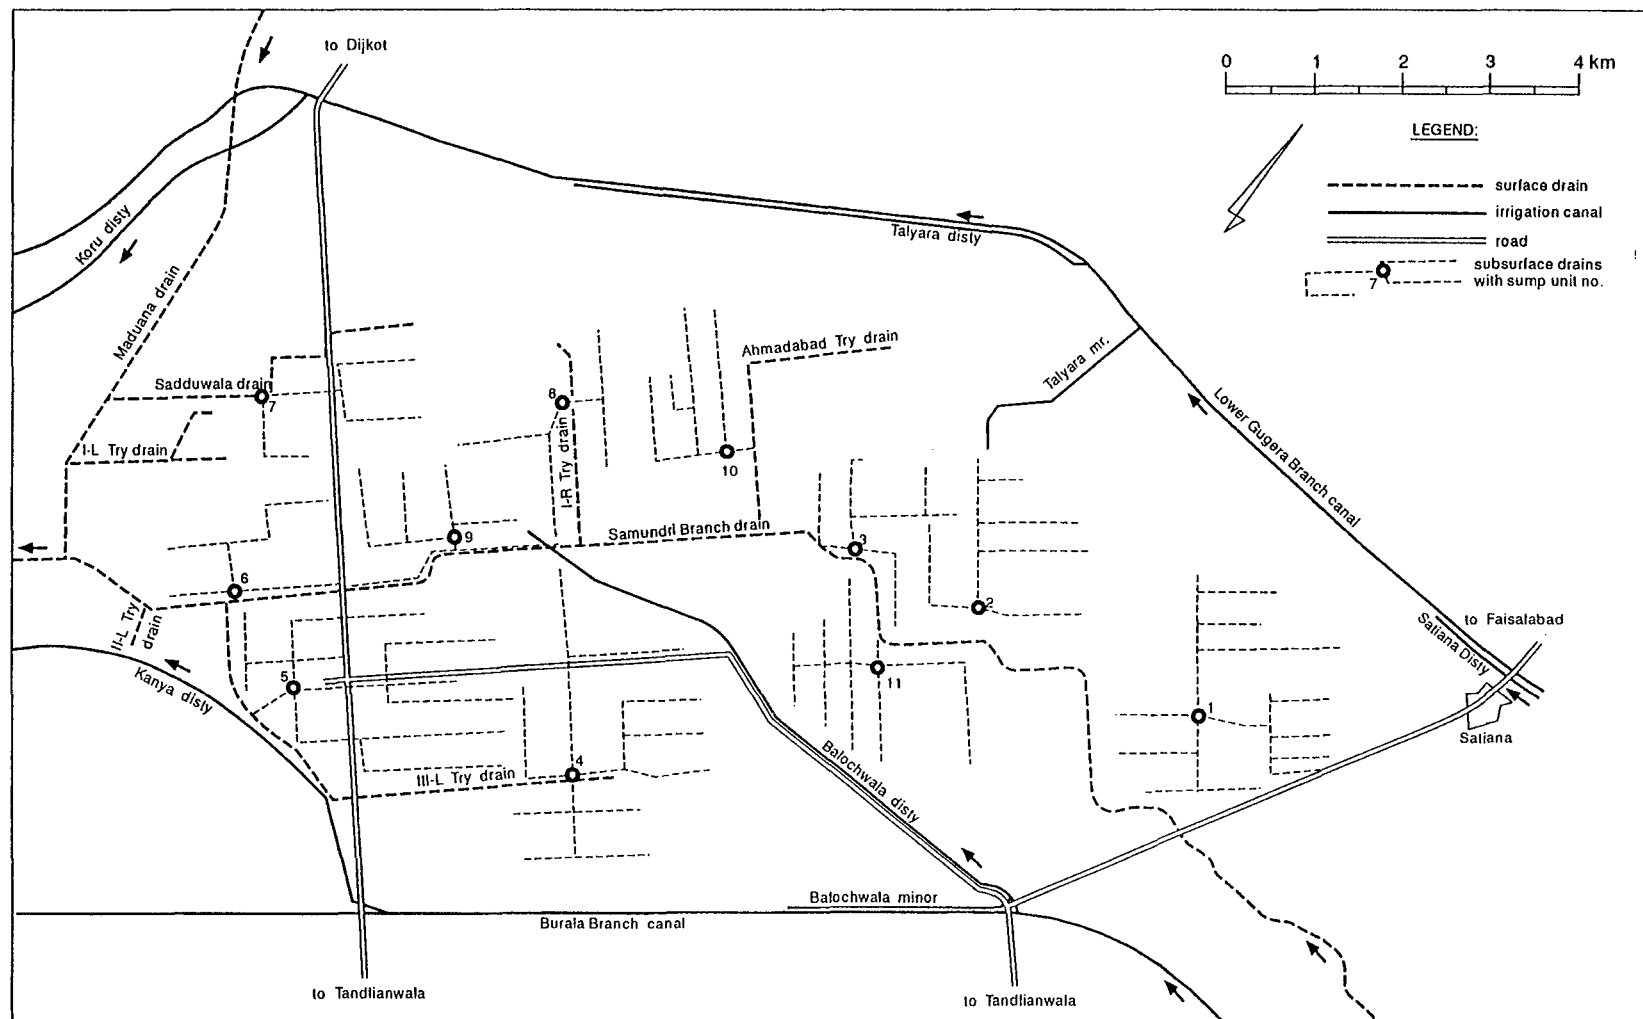 to Dijkot
0 1 2 3 4 km
LEGEND:
surface drain
irrigation canal
road
subsurface drains
with sump unit no.
7
Koru disty
Talyara disty
Maduana drain
Ahmadabad Try drain
Talyara mr.
Sadduwala drain
7
8
Lower Gugera Branch canal
I-L Try drain
I-R Try drain
10
Samundri Branch drain
9
3
6
2
II-L Try
drain
to Faisalabad
Satiana Disty
Kanya disty
5
11
1
Satiana
4
III-L Try drain
Balochwala disty
Balochwala minor
Burala Branch canal
to Tandlianwala
to Tandlianwala